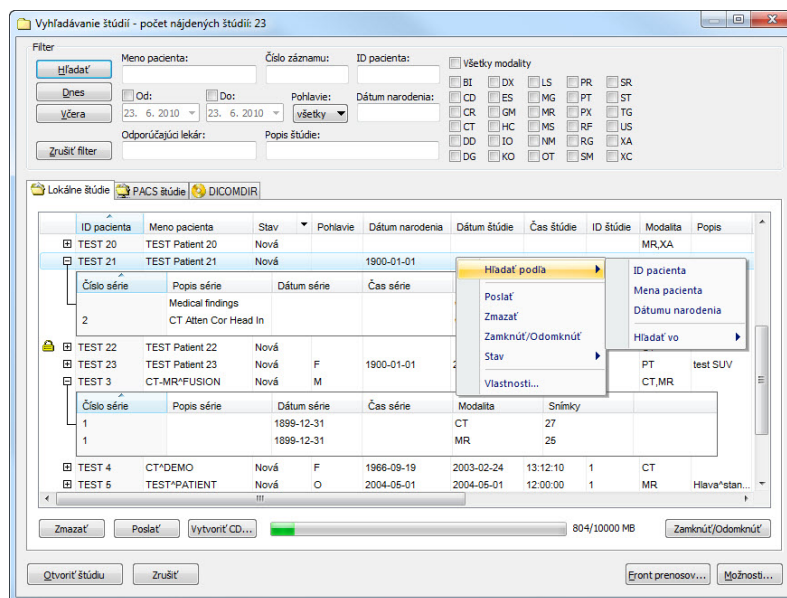 Vyhľadávanie štúdií - počet nájdených štúdií: 23
Filter
Hľadať
Meno pacienta:
Číslo záznamu:
ID pacienta:
Všetky modality
Dnes
Od:
Do:
Pohlavie:
Dátum narodenia:
BI DX LS PR SR
CD ES MG PT ST
Včera
23. 6. 2010
23. 6. 2010
všetky
CR GM MR PX TG
CT HC MS RF US
Odporúčajúci lekár:
Popis štúdie:
DD IO NM RG XA
Zrušiť filter
DG KO OT SM XC
Lokálne štúdie PACS štúdie DICOMDIR
ID pacienta Meno pacienta Stav Pohlavie Dátum narodenia Dátum štúdie Čas štúdie ID štúdie Modalita Popis
TEST 20 TEST Patient 20 Nová MR,XA
TEST 21 TEST Patient 21 Nová 1900-01-01
Číslo série Popis série Dátum série Čas série
Medical findings
2 CT Atten Cor Head In
Hľadať podľa
Poslať
Zmazať
Zamknúť/Odomknúť
Stav
Vlastnosti...
ID pacienta
Mena pacienta
Dátumu narodenia
Hľadať vo
TEST 22 TEST Patient 22 Nová
TEST 23 TEST Patient 23 Nová F 1900-01-01 PT test SUV
TEST 3 CT-MR^FUSION Nová M CT,MR
Číslo série Popis série Dátum série Čas série Modalita Snímky
1 1899-12-31 CT 27
1 1899-12-31 MR 25
TEST 4 CT^DEMO Nová F 1966-09-19 2003-02-24 13:12:10 1 CT
TEST 5 TEST^PATIENT Nová O 2004-05-01 2004-05-01 12:00:00 1 MR Hlava^stan...
Zmazať Poslať Vytvoriť CD... 804/10000 MB Zamknúť/Odomknúť
Otvoriť štúdiu Zrušiť Front prenosov... Možnosti...